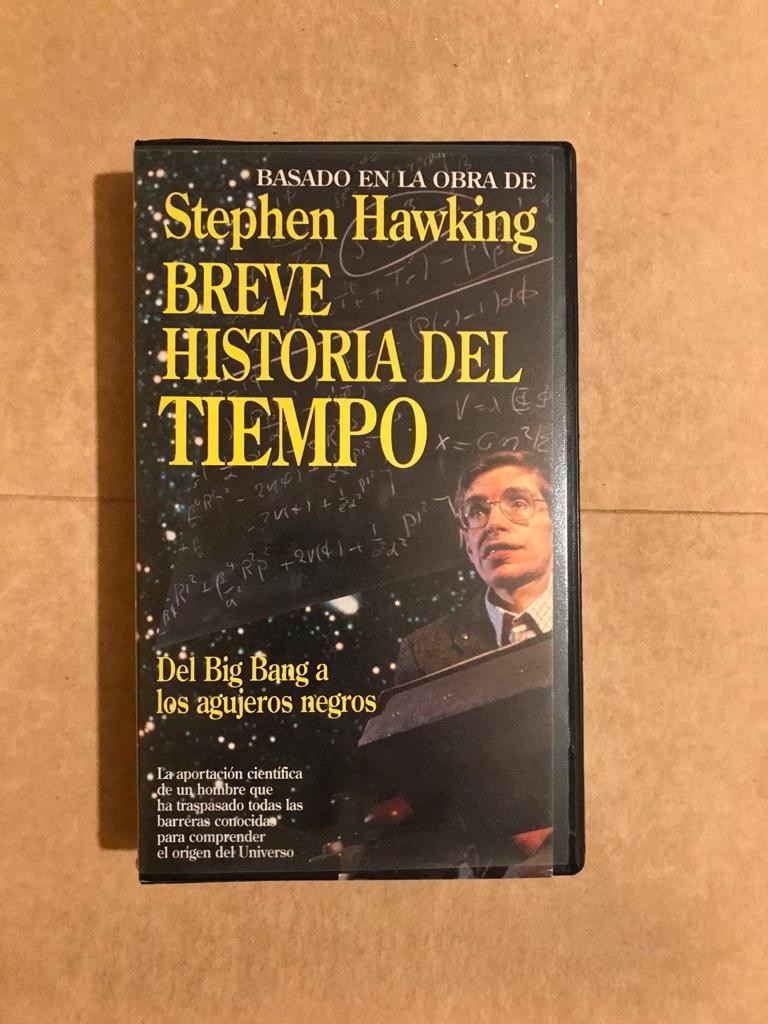 BASADO EN LA OBRA DE
Stephen Hawking
BREVE
HISTORIA DEL
TIEMPO
V = λ
Del Big Bang a
los agujeros negros
La aportación científica
de un hombre que
ha traspasado todas las
barreras conocidas
para comprender
el origen del Universo